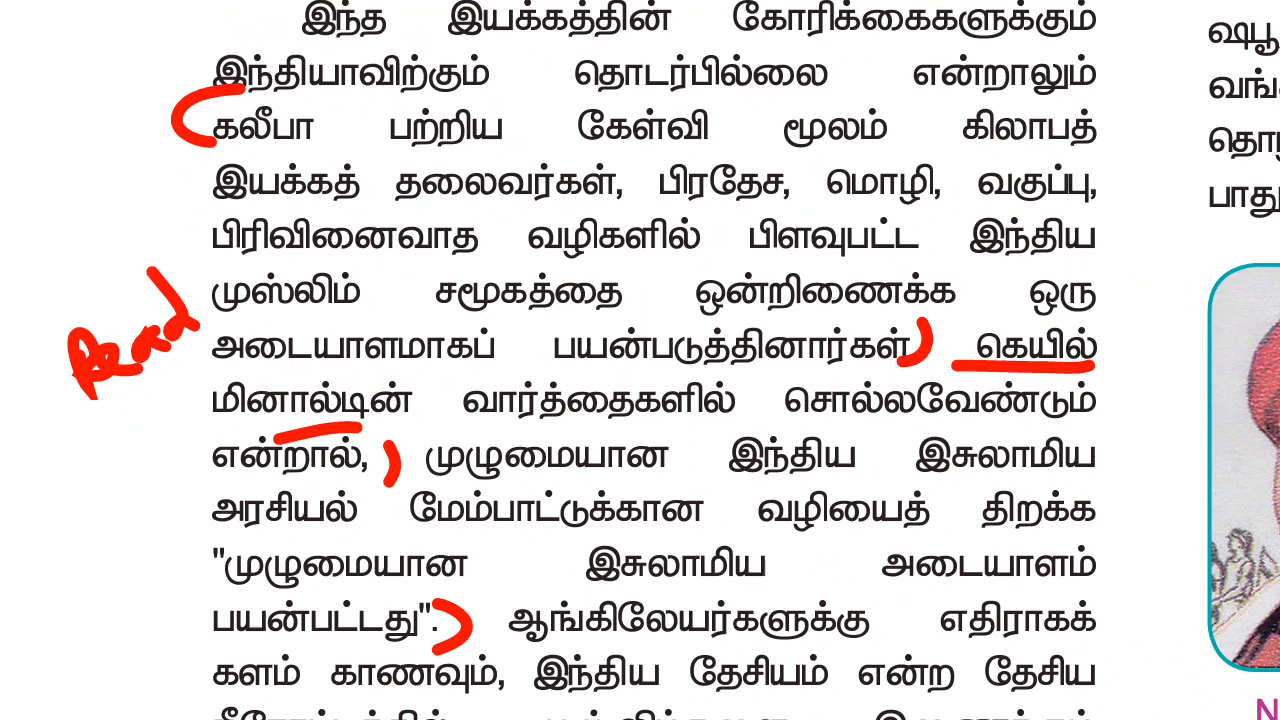 இந்த இயக்கத்தின் கோரிக்கைகளுக்கும்
இந்தியாவிற்கும் தொடர்பில்லை என்றாலும்
கலீபா பற்றிய கேள்வி மூலம் கிலாபத்
இயக்கத் தலைவர்கள், பிரதேச, மொழி, வகுப்பு,
பிரிவினைவாத வழிகளில் பிளவுபட்ட இந்திய
முஸ்லிம் சமூகத்தை ஒன்றிணைக்க ஒரு
Read
அடையாளமாகப் பயன்படுத்தினார்கள் கெயில்
மினால்டின் வார்த்தைகளில் சொல்லவேண்டும்
என்றால், முழுமையான இந்திய இசுலாமிய
அரசியல் மேம்பாட்டுக்கான வழியைத் திறக்க
"முழுமையான இசுலாமிய அடையாளம்
பயன்பட்டது". ஆங்கிலேயர்களுக்கு எதிராகக்
களம் காணவும், இந்திய தேசியம் என்ற தேசிய
N